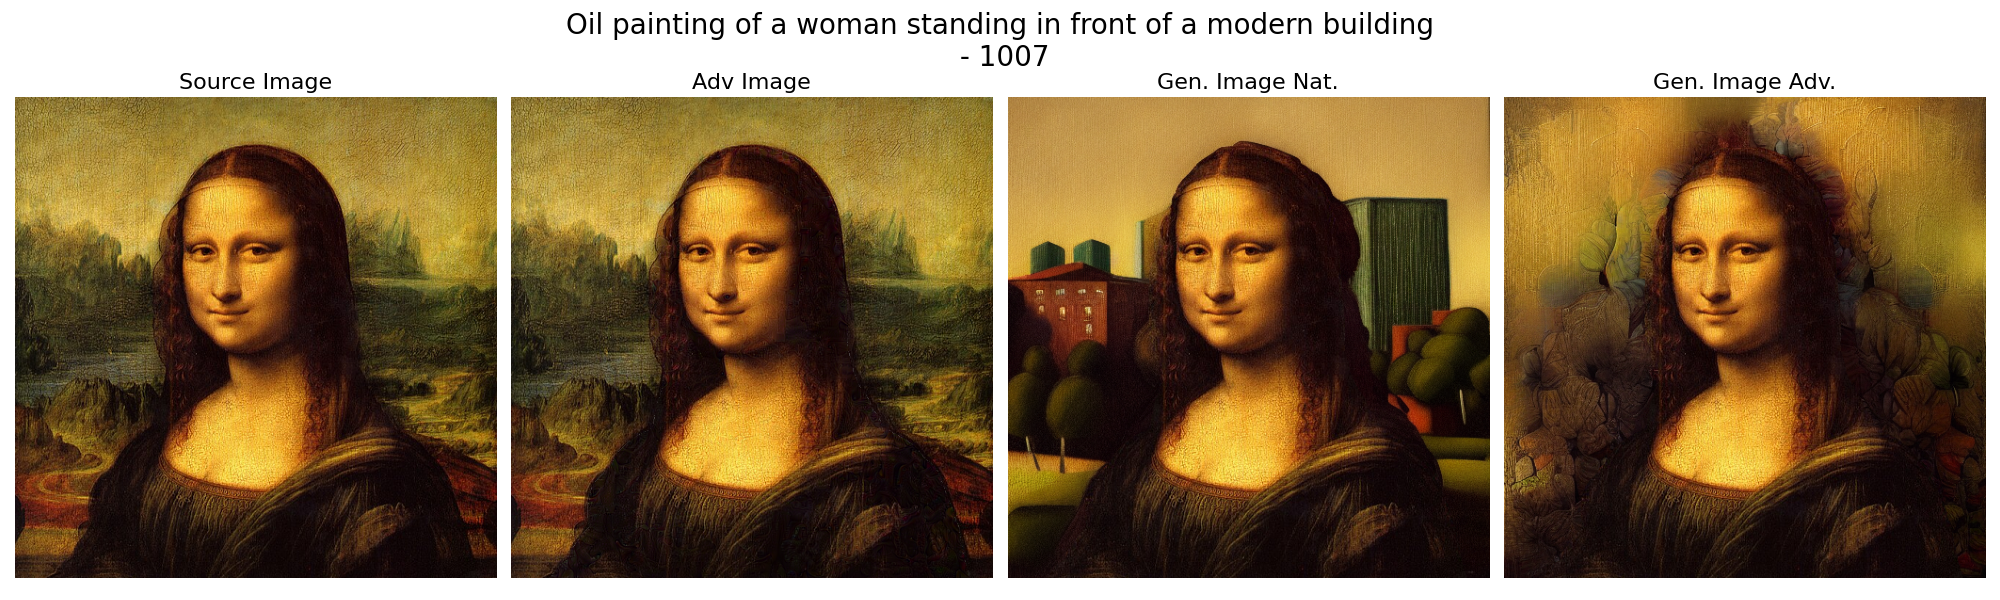 Oil painting of a woman standing in front of a modern building
- 1007
Source Image
Adv Image
Gen. Image Nat.
Gen. Image Adv.